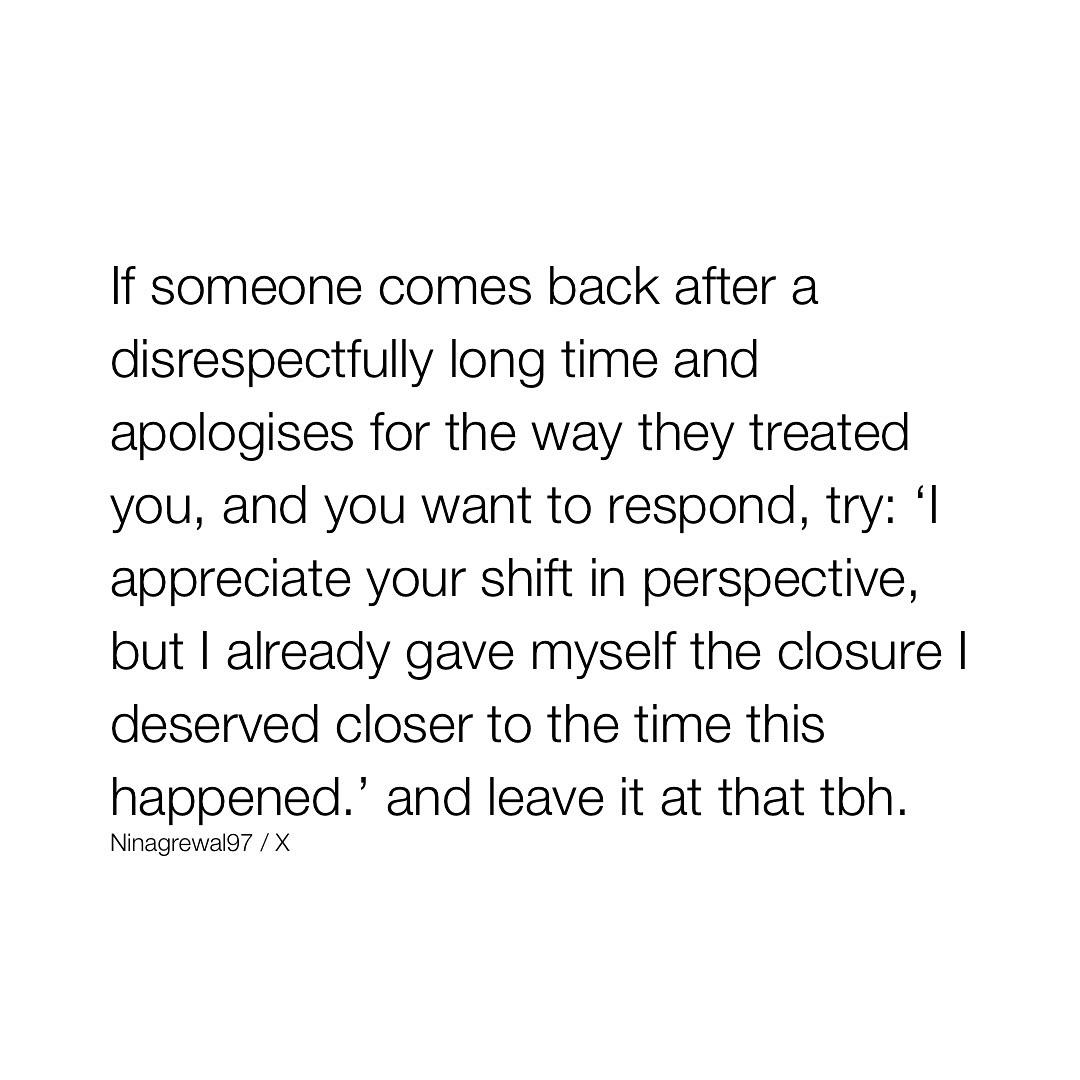 If someone comes back after a
disrespectfully long time and
apologises for the way they treated
you, and you want to respond, try: ‘I
appreciate your shift in perspective,
but I already gave myself the closure I
deserved closer to the time this
happened.’ and leave it at that tbh.
Ninagrewal97 / X